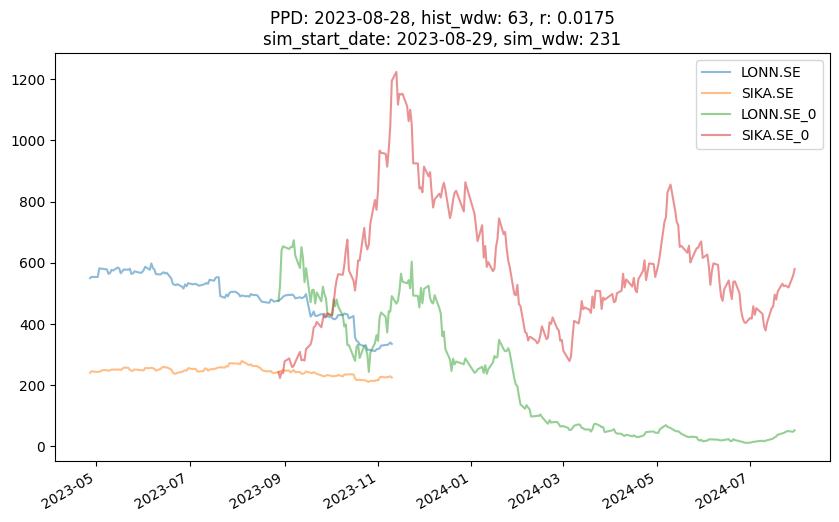 PPD: 2023-08-28, hist_wdw: 63, r: 0.0175
sim_start_date: 2023-08-29, sim_wdw: 231
LONN.SE
SIKA.SE
LONN.SE_0
SIKA.SE_0
1200
1000
800
600
400
200
0
2023-05
2023-07
2023-09
2023-11
2024-01
2024-03
2024-05
2024-07